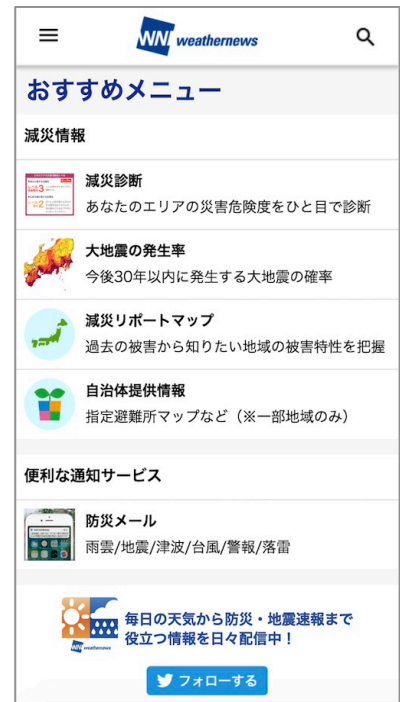 WNI weathernews
おすすめメニュー
減災情報
減災診断
あなたのエリアの災害危険度をひと目で診断
大地震の発生率
今後30年以内に発生する大地震の確率
減災リポートマップ
過去の被害から知りたい地域の被害特性を把握
自治体提供情報
指定避難所マップなど（※一部地域のみ）
便利な通知サービス
防災メール
雨雲/地震/津波/台風/警報/落雷
毎日の天気から防災・地震速報まで
役立つ情報を日々配信中！
WNI weathernews
フォローする